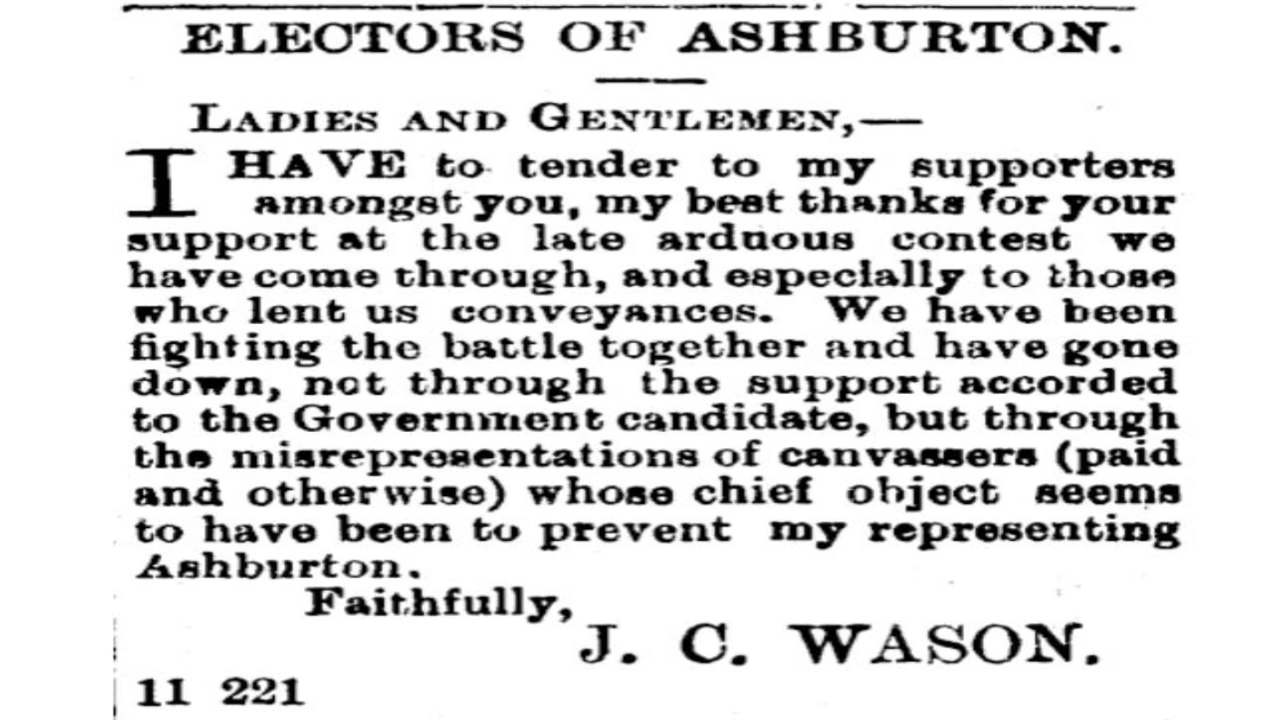 ELECTORS OF ASHBURTON.
LADIES AND GENTLEMEN,—
I HAVE to tender to my supporters
amongst you, my best thanks for your
support at the late arduous contest we
have come through, and especially to those
who lent us conveyances. We have been
fighting the battle together and have gone
down, not through the support accorded
to the Government candidate, but through
the misrepresentations of canvassers (paid
and otherwise) whose chief object seems
to have been to prevent my representing
Ashburton.
Faithfully,
J. C. WASON.
11 221